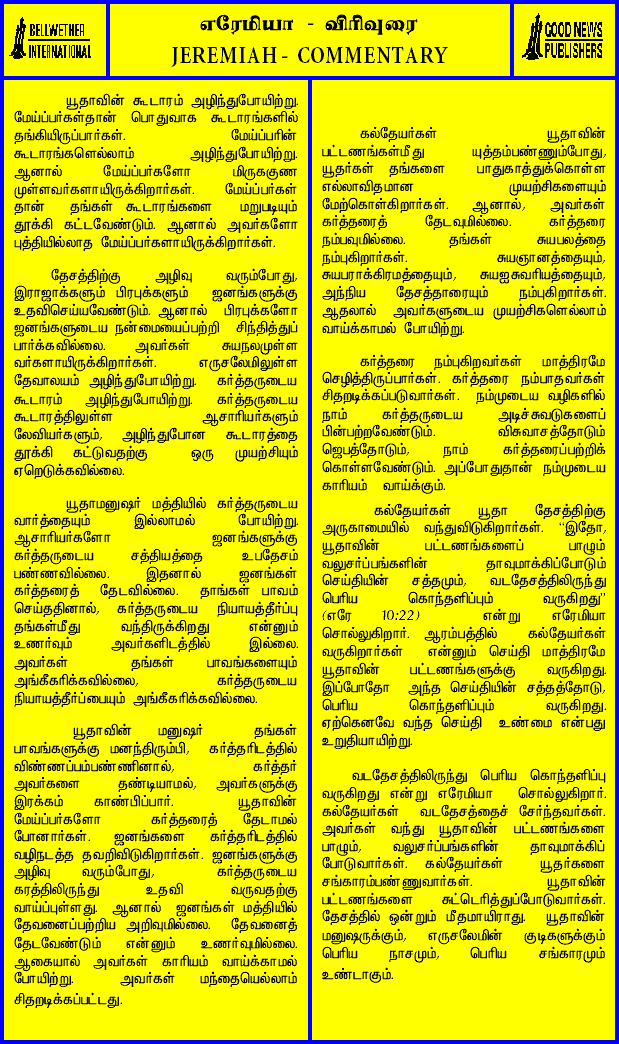 BELLWETHER
INTERNATIONAL
எரேமியா - விரிவுரை
JEREMIAH - COMMENTARY
GOOD NEWS
PUBLISHERS
யூதாவின் கூடாரம் அழிந்துபோயிற்று.
மேய்ப்பர்கள்தான் பொதுவாக கூடாரங்களில்
தங்கியிருப்பார்கள். மேய்ப்பரின்
கூடாரங்களெல்லாம் அழிந்துபோயிற்று.
ஆனால் மேய்ப்பர்களோ மிருககுண
முள்ளவர்களாயிருக்கிறார்கள். மேய்ப்பர்கள்
தான் தங்கள் கூடாரங்களை மறுபடியும்
தூக்கி கட்டவேண்டும். ஆனால் அவர்களோ
புத்தியில்லாத மேய்ப்பர்களாயிருக்கிறார்கள்.
தேசத்திற்கு அழிவு வரும்போது,
இராஜாக்களும் பிரபுக்களும் ஜனங்களுக்கு
உதவிசெய்யவேண்டும். ஆனால் பிரபுக்களோ
ஜனங்களுடைய நன்மையைப்பற்றி சிந்தித்துப்
பார்க்கவில்லை. அவர்கள் சுயநலமுள்ள
வர்களாயிருக்கிறார்கள். எருசலேமிலுள்ள
தேவாலயம் அழிந்துபோயிற்று. கர்த்தருடைய
கூடாரம் அழிந்துபோயிற்று. கர்த்தருடைய
கூடாரத்திலுள்ள ஆசாரியர்களும்
லேவியர்களும், அழிந்துபோன கூடாரத்தை
தூக்கி கட்டுவதற்கு ஒரு முயற்சியும்
ஏறெடுக்கவில்லை.
யூதாமனுஷர் மத்தியில் கர்த்தருடைய
வார்த்தையும் இல்லாமல் போயிற்று.
ஆசாரியர்களோ ஜனங்களுக்கு
கர்த்தருடைய சத்தியத்தை உபதேசம்
பண்ணவில்லை. இதனால் ஜனங்கள்
கர்த்தரைத் தேடவில்லை. தாங்கள் பாவம்
செய்ததினால், கர்த்தருடைய நியாயத்தீர்ப்பு
தங்கள்மீது வந்திருக்கிறது என்னும்
உணர்வும் அவர்களிடத்தில் இல்லை.
அவர்கள் தங்கள் பாவங்களையும்
அங்கீகரிக்கவில்லை, கர்த்தருடைய
நியாயத்தீர்ப்பையும் அங்கீகரிக்கவில்லை.
யூதாவின் மனுஷர் தங்கள்
பாவங்களுக்கு மனந்திரும்பி, கர்த்தரிடத்தில்
விண்ணப்பம்பண்ணினால், கர்த்தர்
அவர்களை தண்டியாமல், அவர்களுக்கு
இரக்கம் காண்பிப்பார். யூதாவின்
மேய்ப்பர்களோ கர்த்தரைத் தேடாமல்
போனார்கள். ஜனங்களை கர்த்தரிடத்தில்
வழிநடத்த தவறிவிடுகிறார்கள். ஜனங்களுக்கு
அழிவு வரும்போது, கர்த்தருடைய
கரத்திலிருந்து உதவி வருவதற்கு
வாய்ப்புள்ளது. ஆனால் ஜனங்கள் மத்தியில்
தேவனைப்பற்றிய அறிவுமில்லை. தேவனைத்
தேடவேண்டும் என்னும் உணர்வுமில்லை.
ஆகையால் அவர்கள் காரியம் வாய்க்காமல்
போயிற்று. அவர்கள் மந்தையெல்லாம்
சிதறடிக்கப்பட்டது.
கல்தேயர்கள் யூதாவின்
பட்டணங்கள்மீது யுத்தம்பண்ணும்போது,
யூதர்கள் தங்களை பாதுகாத்துக்கொள்ள
எல்லாவிதமான முயற்சிகளையும்
மேற்கொள்கிறார்கள். ஆனால், அவர்கள்
கர்த்தரைத் தேடவுமில்லை. கர்த்தரை
நம்பவுமில்லை. தங்கள் சுயபலத்தை
நம்புகிறார்கள். சுயஞானத்தையும்,
சுயபராக்கிரமத்தையும், சுயஐசுவரியத்தையும்,
அந்நிய தேசத்தாரையும் நம்புகிறார்கள்.
ஆதலால் அவர்களுடைய முயற்சிகளெல்லாம்
வாய்க்காமல் போயிற்று.
கர்த்தரை நம்புகிறவர்கள் மாத்திரமே
செழித்திருப்பார்கள். கர்த்தரை நம்பாதவர்கள்
சிதறடிக்கப்படுவார்கள். நம்முடைய வழிகளில்
நாம் கர்த்தருடைய அடிச்சுவடுகளைப்
பின்பற்றவேண்டும். விசுவாசத்தோடும்
ஜெபத்தோடும், நாம் கர்த்தரைப்பற்றிக்
கொள்ளவேண்டும். அப்போதுதான் நம்முடைய
காரியம் வாய்க்கும்.
கல்தேயர்கள் யூதா தேசத்திற்கு
அருகாமையில் வந்துவிடுகிறார்கள். "இதோ,
யூதாவின் பட்டணங்களைப் பாழும்
வலுசர்ப்பங்களின் தாவுமாக்கிப்போடும்
செய்தியின் சத்தமும், வடதேசத்திலிருந்து
பெரிய கொந்தளிப்பும் வருகிறது"
(எரே 10:22) என்று எரேமியா
சொல்லுகிறார். ஆரம்பத்தில் கல்தேயர்கள்
வருகிறார்கள் என்னும் செய்தி மாத்திரமே
யூதாவின் பட்டணங்களுக்கு வருகிறது.
இப்போதோ அந்த செய்தியின் சத்தத்தோடு,
பெரிய கொந்தளிப்பும் வருகிறது.
ஏற்கெனவே வந்த செய்தி உண்மை என்பது
உறுதியாயிற்று.
வடதேசத்திலிருந்து பெரிய கொந்தளிப்பு
வருகிறது என்று எரேமியா சொல்லுகிறார்.
கல்தேயர்கள் வடதேசத்தைச் சேர்ந்தவர்கள்.
அவர்கள் வந்து யூதாவின் பட்டணங்களை
பாழும், வலுசர்ப்பங்களின் தாவுமாக்கிப்
போடுவார்கள். கல்தேயர்கள் யூதர்களை
சங்காரம்பண்ணுவார்கள். யூதாவின்
பட்டணங்களை சுட்டெரித்துப்போடுவார்கள்.
தேசத்தில் ஒன்றும் மீதமாயிராது. யூதாவின்
மனுஷருக்கும், எருசலேமின் குடிகளுக்கும்
பெரிய நாசமும், பெரிய சங்காரமும்
உண்டாகும்.